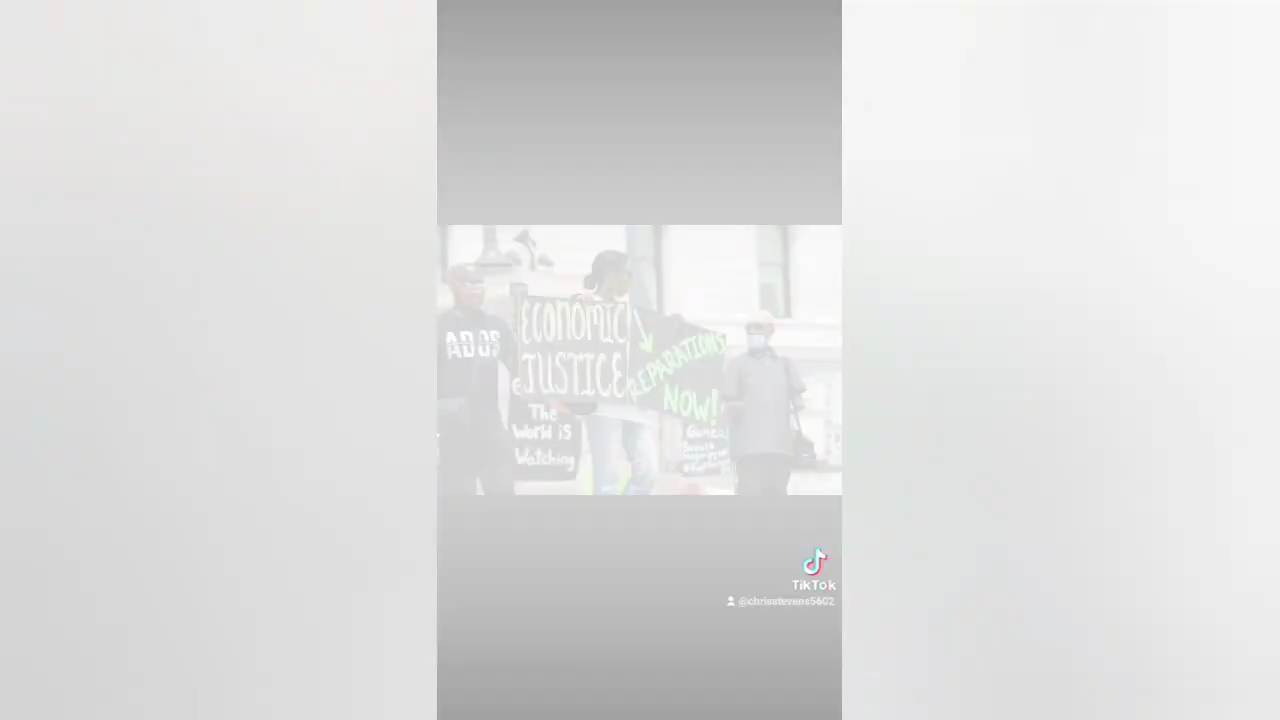 ADOS
ECONOMIC
JUSTICE
REPARATIONS
NOW!
The
World is
Watching
TikTok
@chrisstevens5602